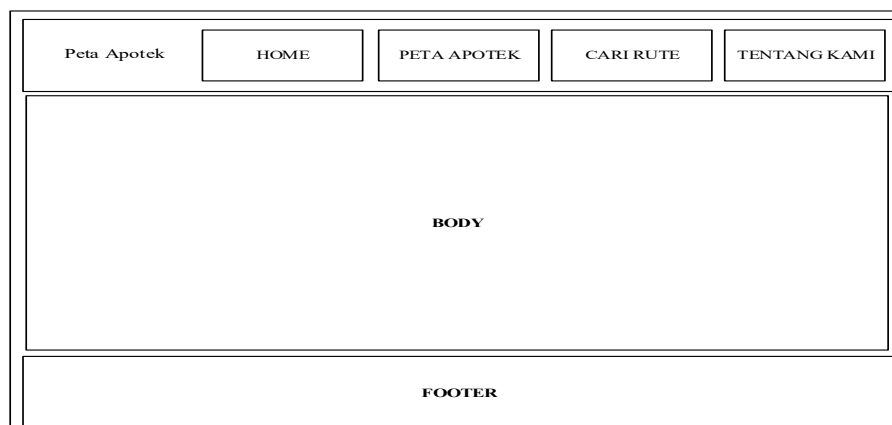 Peta Apotek HOME PETA APOTEK CARI RUTE TENTANG KAMI
BODY
FOOTER